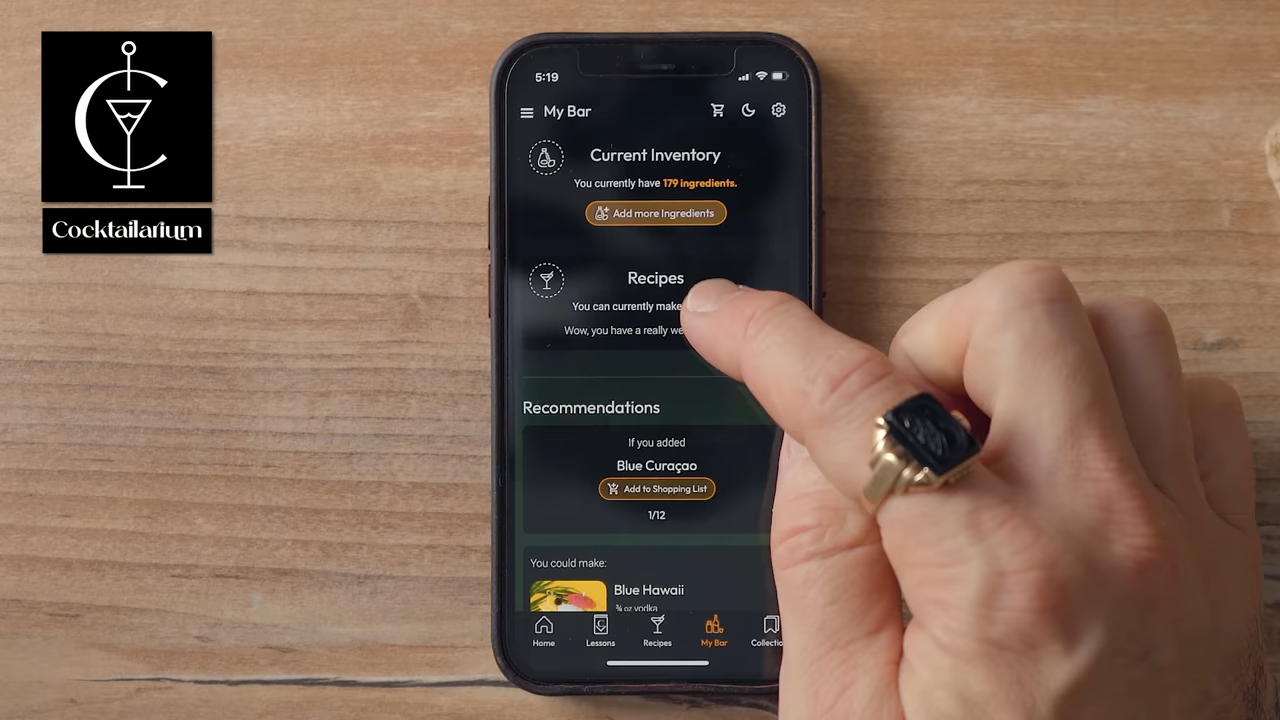 Cocktailarium
5:19
My Bar
Current Inventory
You currently have 179 ingredients.
Add more Ingredients
Recipes
You can currently make
Wow, you have a really
Recommendations
If you added
Blue Curaçao
Add to Shopping List
1/12
You could make:
Blue Hawaii
¾ oz vodka
Home
Lessons
Recipes
My Bar